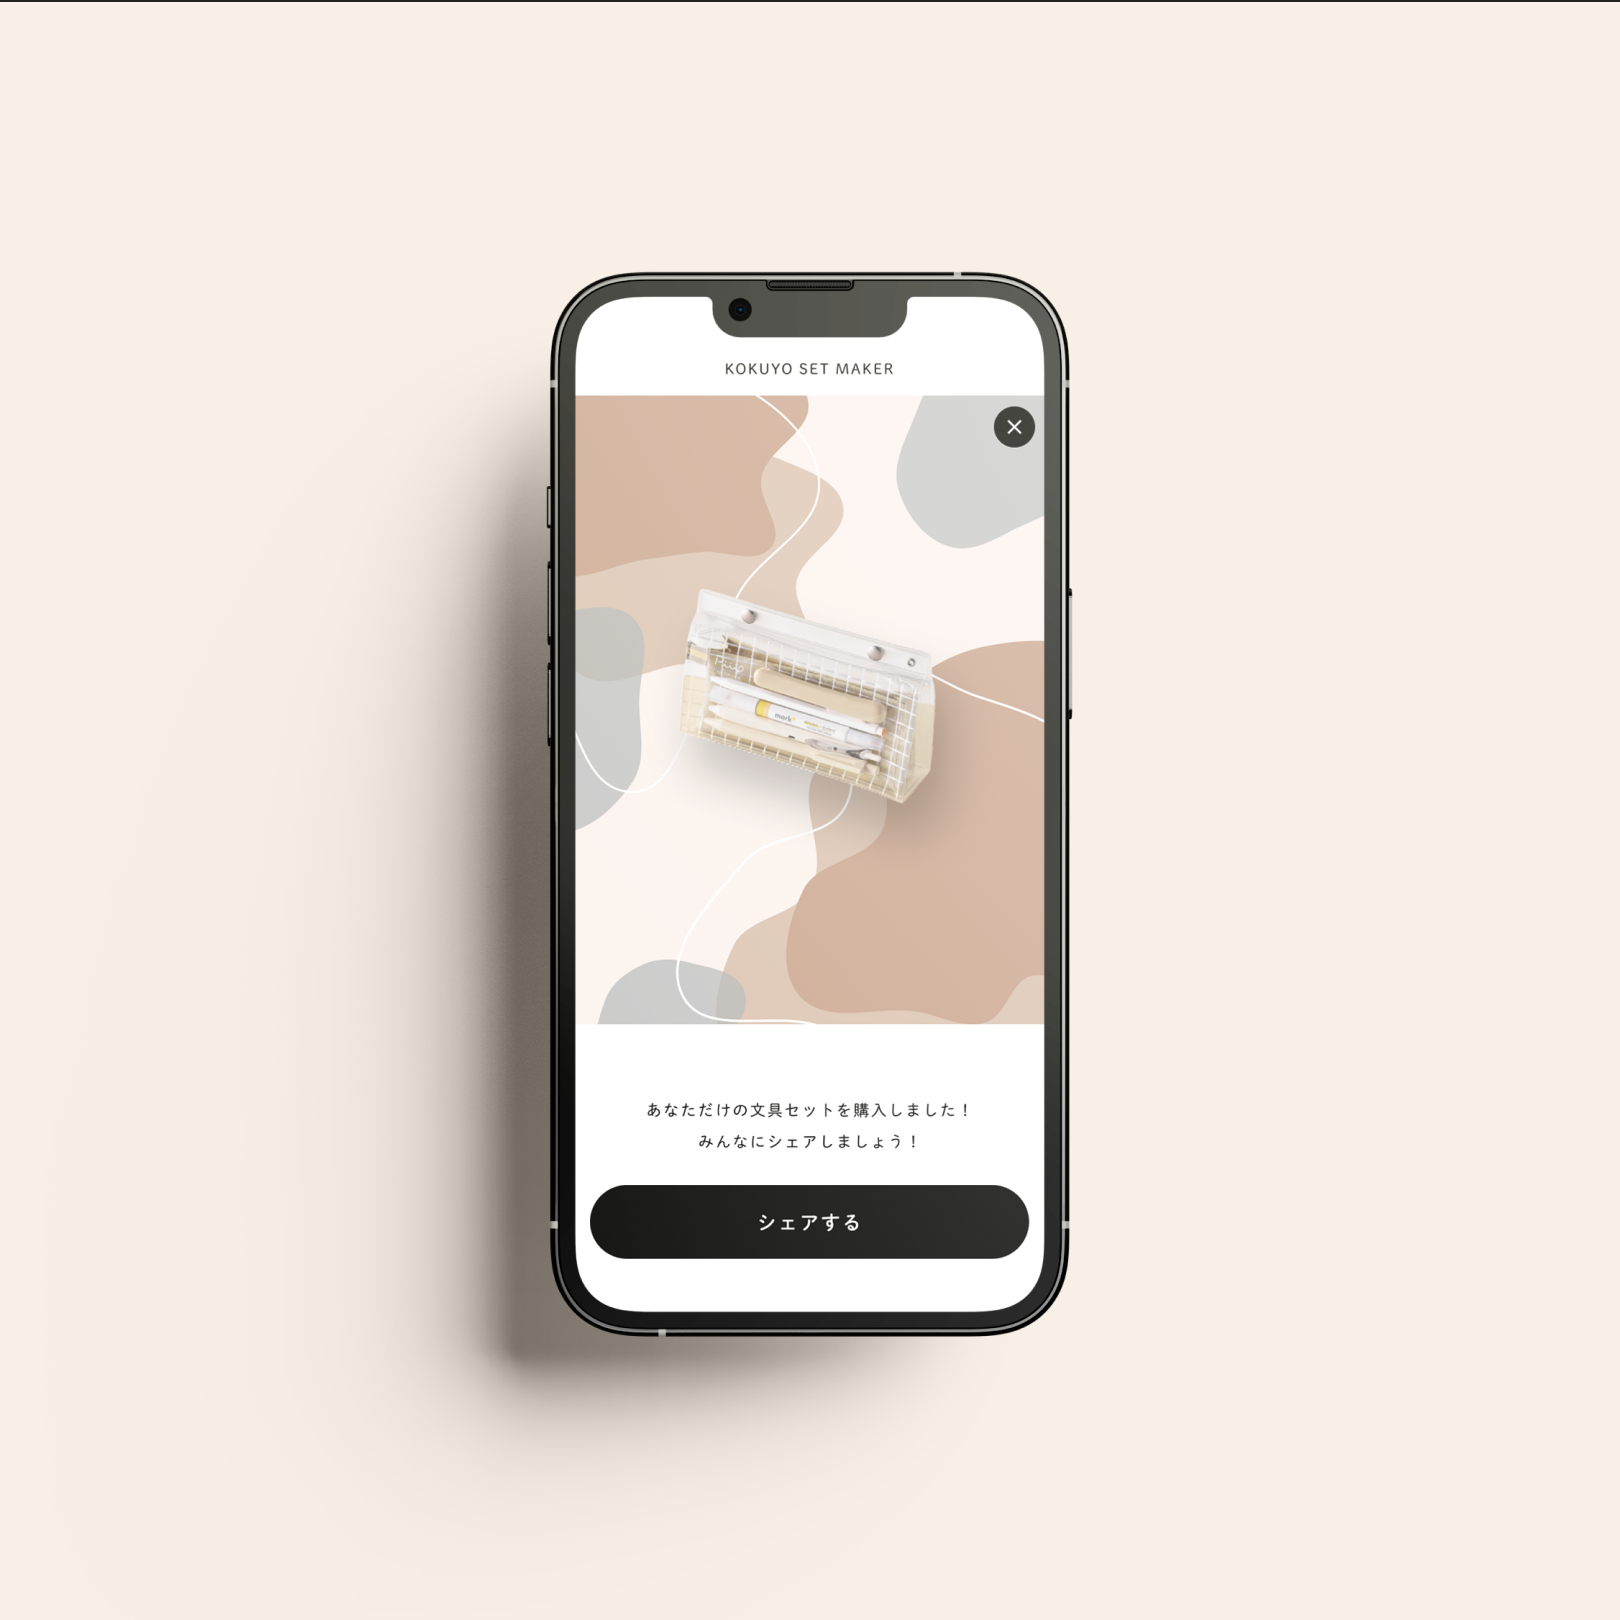 KOKUYO SET MAKER
mark+
あなただけの文具セットを購入しました！
みんなにシェアしましょう！
シェアする